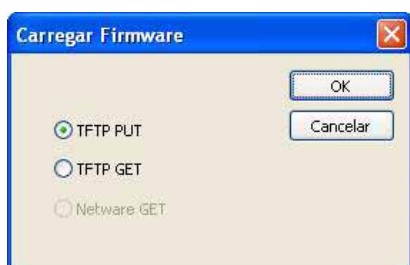 Carregar Firmware
OK
TFTP PUT
Cancelar
TFTP GET
Netware GET